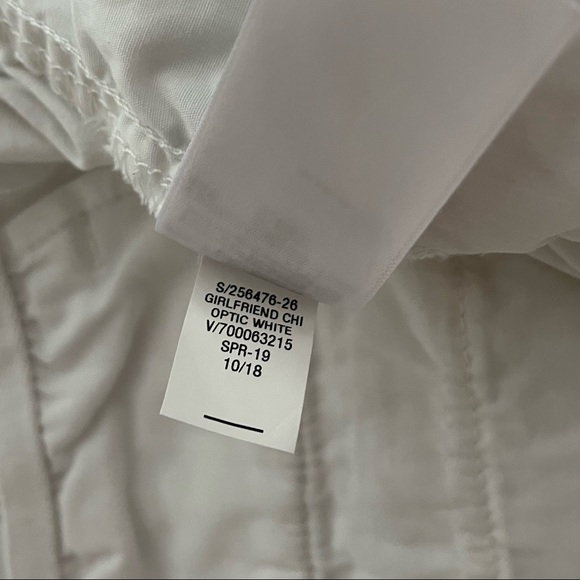 S/256476-26
GIRLFRIEND CHI
OPTIC WHITE
V/700063215
SPR-19
10/18